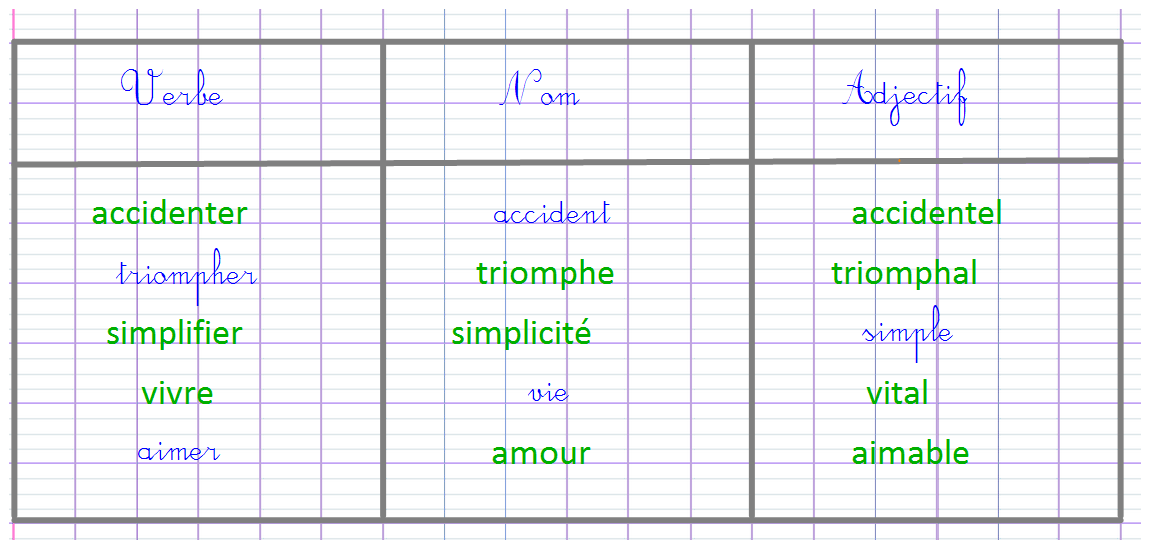 Verbe Nom Adjectif
accidenter accident accidentel
triompher triomphe triomphal
simplifier simplicité simple
vivre vie vital
aimer amour aimable